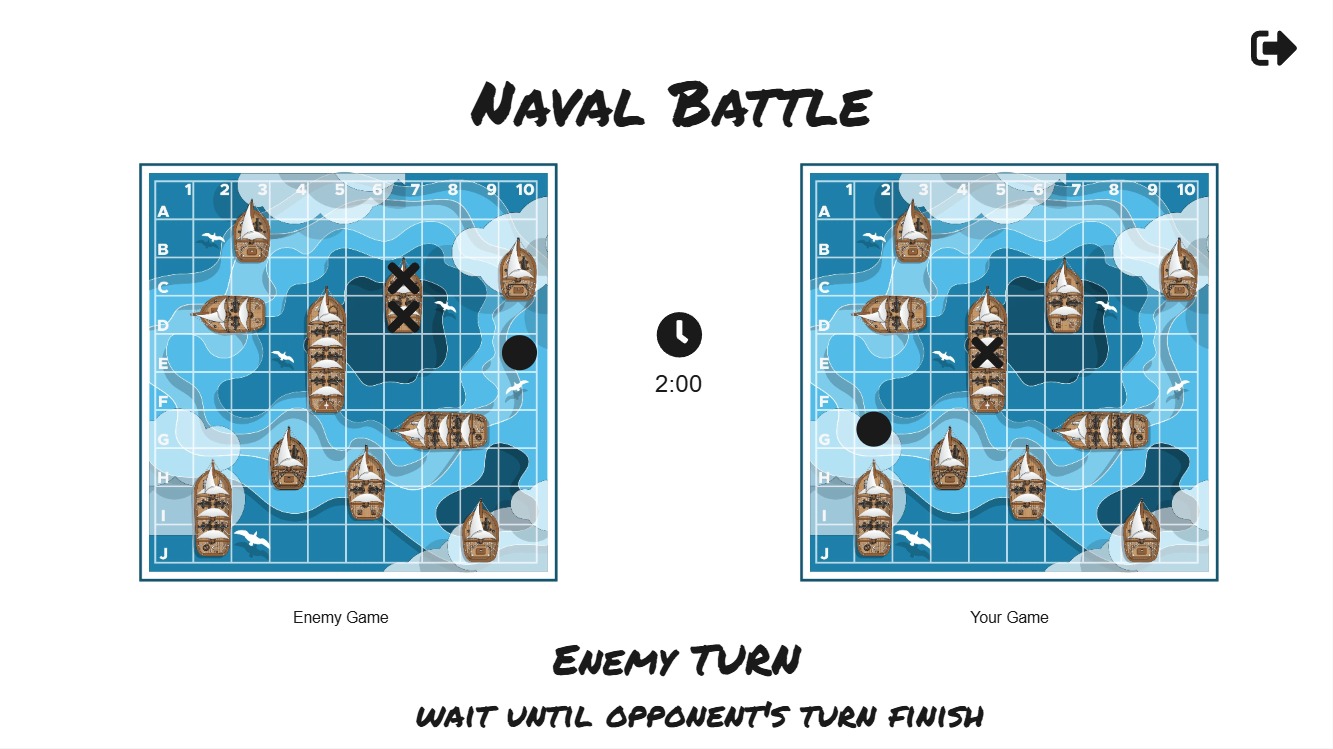 Naval Battle
1 2 3 4 5 6 7 8 9 10
A
B
C
D
E
F
G
H
I
J
1 2 3 4 5 6 7 8 9 10
A
B
C
D
E
F
G
H
I
J
2:00
Enemy Game
Your Game
Enemy TURN
WAIT UNTIL OPPONENT'S TURN FINISH